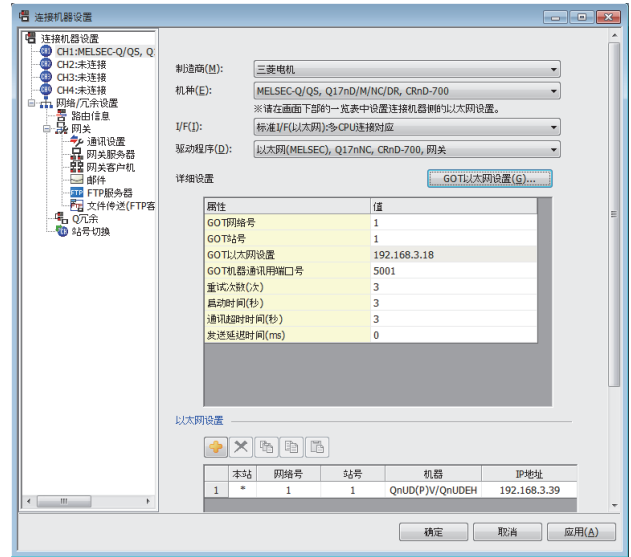 连接机器设置
连接机器设置
CH1:MELSEC-Q/QS, Q
CH2:未连接
CH3:未连接
CH4:未连接
网络/冗余设置
路由信息
网关
通讯设置
网关服务器
网关客户机
邮件
FTP服务器
文件传送(FTP客
Q冗余
站号切换
制造商(M): 三菱电机
机种(E): MELSEC-Q/QS, Q17nD/M/NC/DR, CRnD-700
※请在画面下部的一览表中设置连接机器侧的以太网设置。
I/F(I): 标准I/F(以太网):多CPU连接对应
驱动程序(D): 以太网(MELSEC), Q17nNC, CRnD-700, 网关
详细设置 GOT以太网设置(G)...
属性 值
GOT网络号 1
GOT站号 1
GOT以太网设置 192.168.3.18
GOT机器通讯用端口号 5001
重试次数(次) 3
启动时间(秒) 3
通讯超时时间(秒) 3
发送延迟时间(ms) 0
以太网设置
本站 网络号 站号 机器 IP地址
1 * 1 1 QnUD(P)V/QnUDEH 192.168.3.39
确定 取消 应用(A)